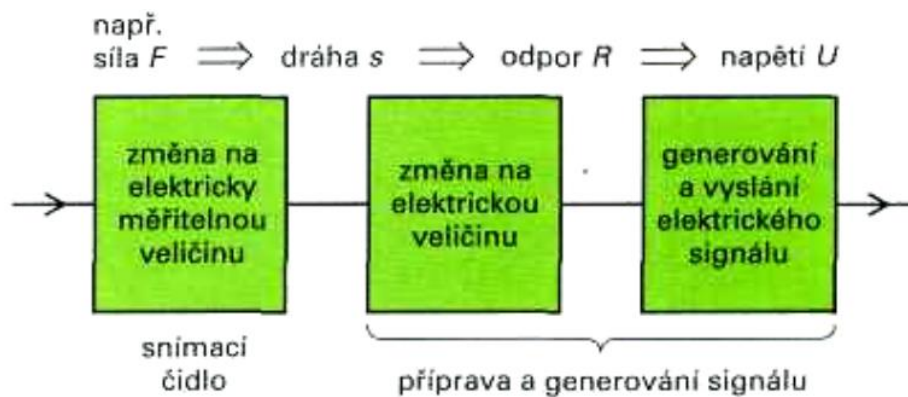 např.
síla F ⇒ dráha s ⇒ odpor R ⇒ napětí U
změna na
elektricky
měřitelnou
veličinu
změna na
elektrickou
veličinu
generování
a vyslání
elektrického
signálu
snímací
čidlo
příprava a generování signálu